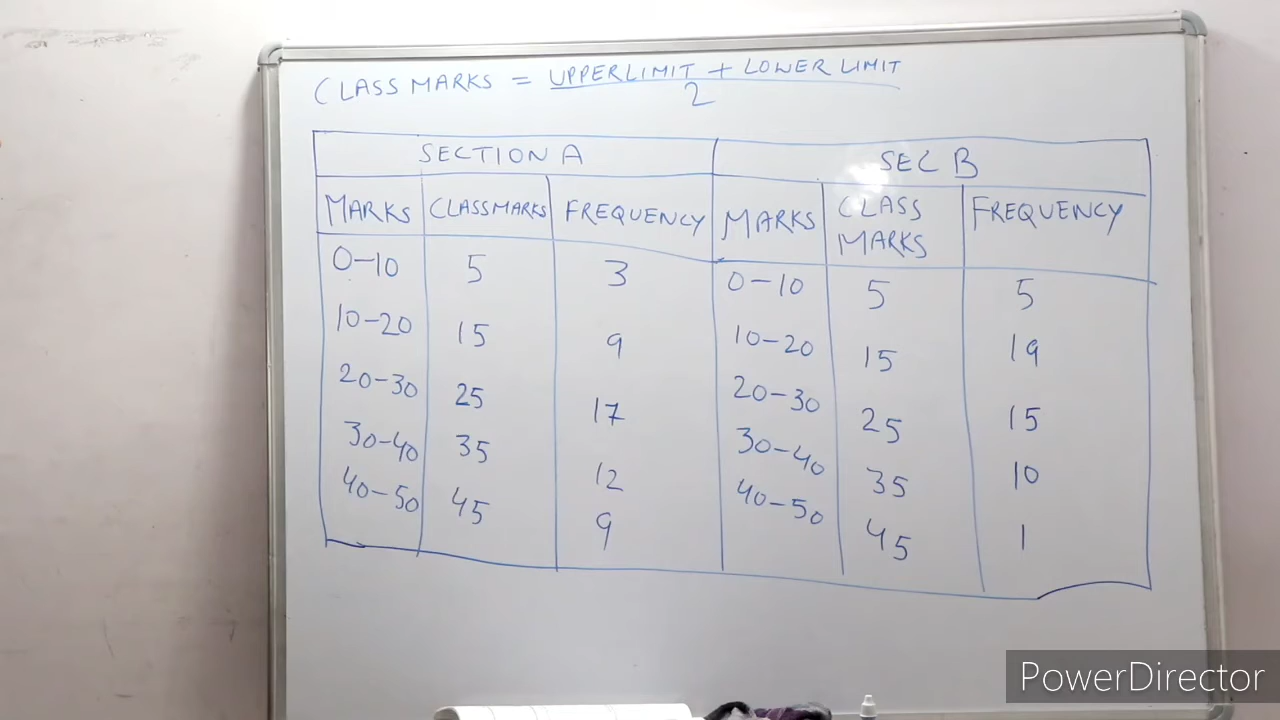 CLASS MARKS = UPPER LIMIT + LOWER LIMIT
2
SECTION A SEC B
MARKS CLASSMARKS FREQUENCY MARKS CLASS MARKS FREQUENCY
0-10 5 3 0-10 5 5
10-20 15 9 10-20 15 19
20-30 25 17 20-30 25 15
30-40 35 12 30-40 35 10
40-50 45 9 40-50 45 1
PowerDirector